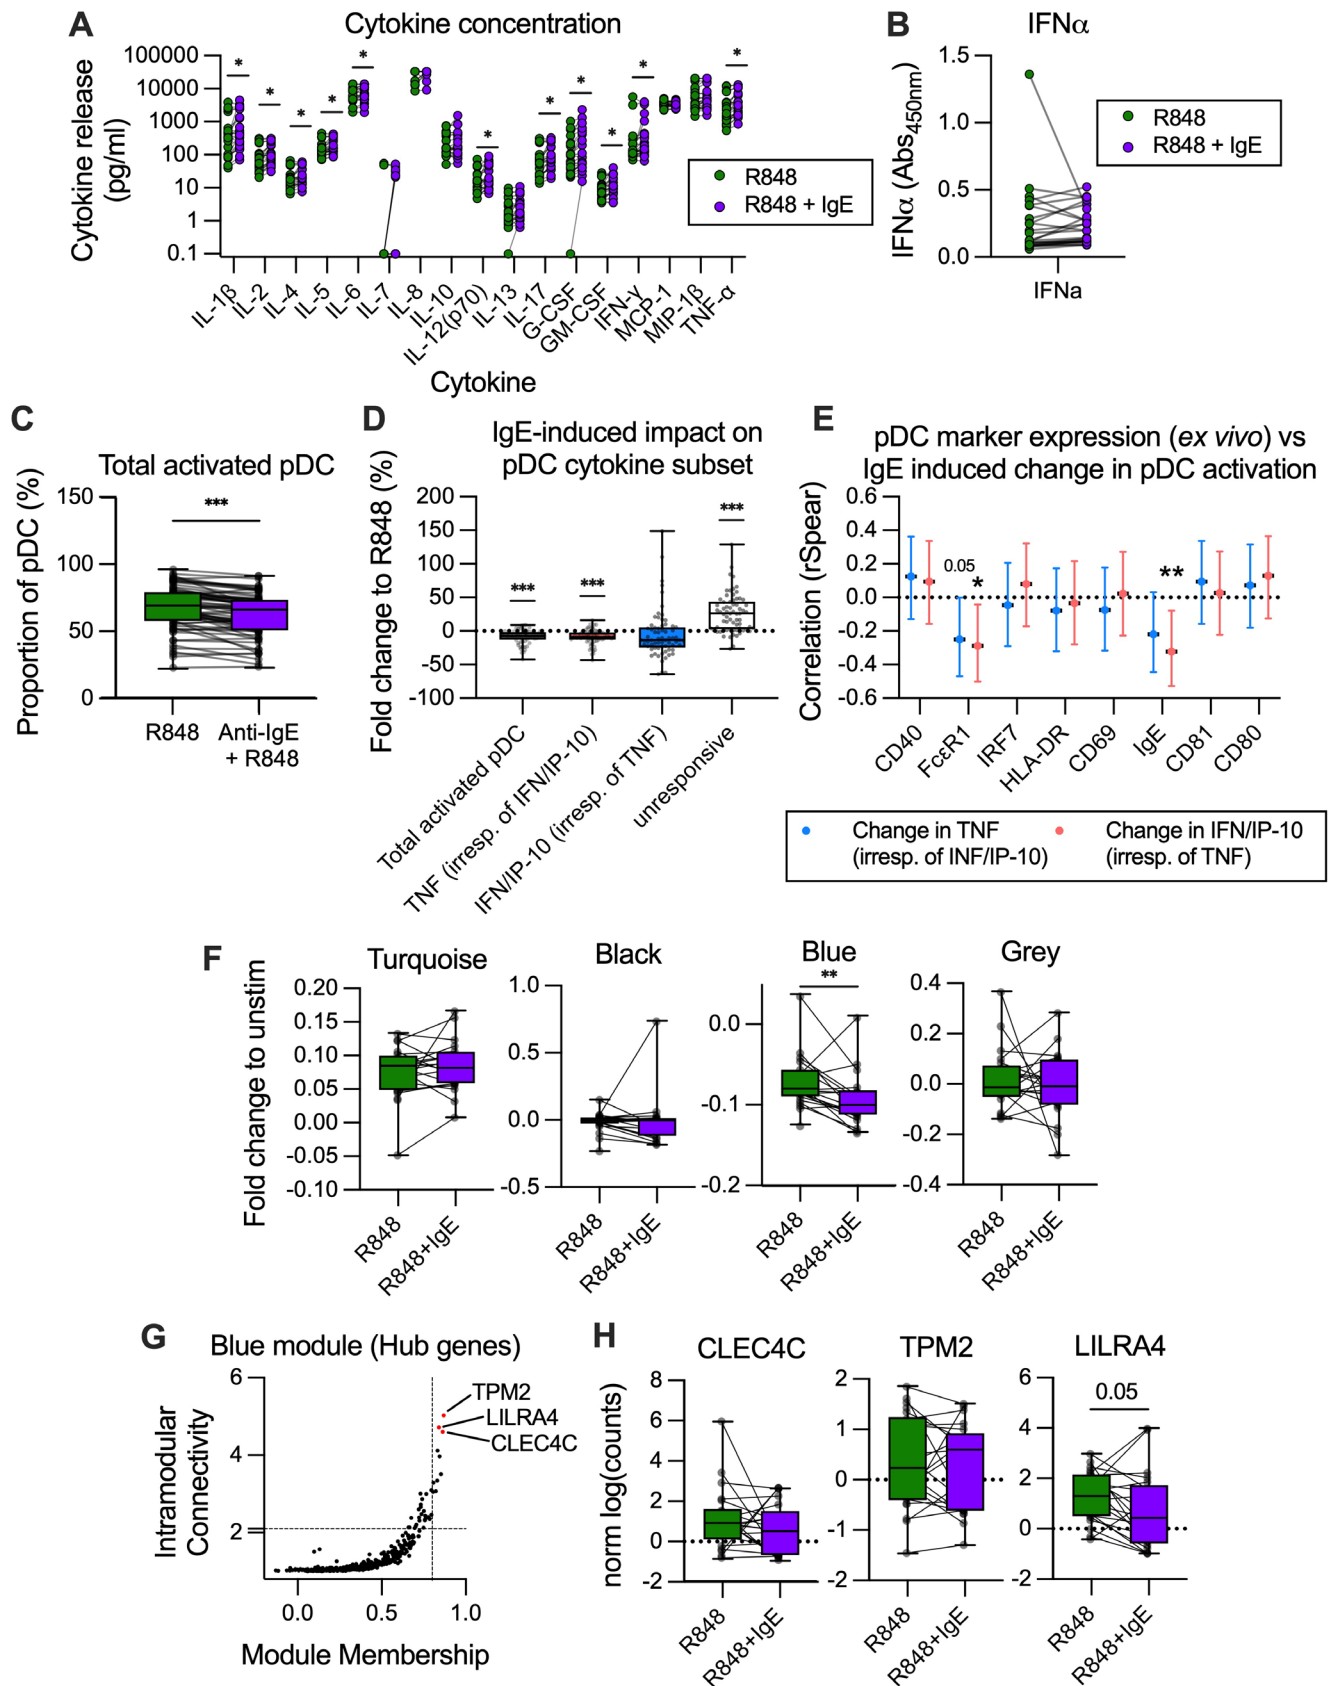 A
Cytokine concentration
Cytokine release
(pg/ml)
100000
10000
1000
100
10
1
0.1
* * * * * * * * * * *
R848
R848 + IgE
IL-1β
IL-2
IL-4
IL-5
IL-6
IL-7
IL-8
IL-10
IL-12(p70)
IL-13
IL-17
G-CSF
GM-CSF
IFN-γ
MCP-1
MIP-1β
TNF-α
Cytokine
B
IFNα
IFNα (Abs450nm)
1.5
1.0
0.5
0.0
R848
R848 + IgE
IFNa
C
Total activated pDC
Proportion of pDC (%)
150
100
50
0
***
R848
Anti-IgE
+ R848
D
IgE-induced impact on
pDC cytokine subset
Fold change to R848 (%)
200
150
100
50
0
-50
-100
*** *** ***
Total activated pDC
TNF (irresp. of IFN/IP-10)
IFN/IP-10 (irresp. of TNF)
unresponsive
E
pDC marker expression (ex vivo) vs
IgE induced change in pDC activation
Correlation (rSpear)
0.6
0.4
0.2
0.0
-0.2
-0.4
-0.6
0.05
*
**
CD40
FcεR1
IRF7
HLA-DR
CD69
IgE
CD81
CD80
Change in TNF
(irresp. of INF/IP-10)
Change in IFN/IP-10
(irresp. of TNF)
F
Fold change to unstim
Turquoise
0.20
0.15
0.10
0.05
0.00
-0.05
-0.10
R848
R848+IgE
Black
1.0
0.5
0.0
-0.5
R848
R848+IgE
Blue
**
0.0
-0.1
-0.2
R848
R848+IgE
Grey
0.4
0.2
0.0
-0.2
-0.4
R848
R848+IgE
G
Blue module (Hub genes)
Intramodular
Connectivity
6
4
2
TPM2
LILRA4
CLEC4C
0.0
0.5
1.0
Module Membership
H
norm log(counts)
CLEC4C
8
6
4
2
0
-2
R848
R848+IgE
TPM2
2
1
0
-1
-2
R848
R848+IgE
LILRA4
0.05
6
4
2
0
-2
R848
R848+IgE